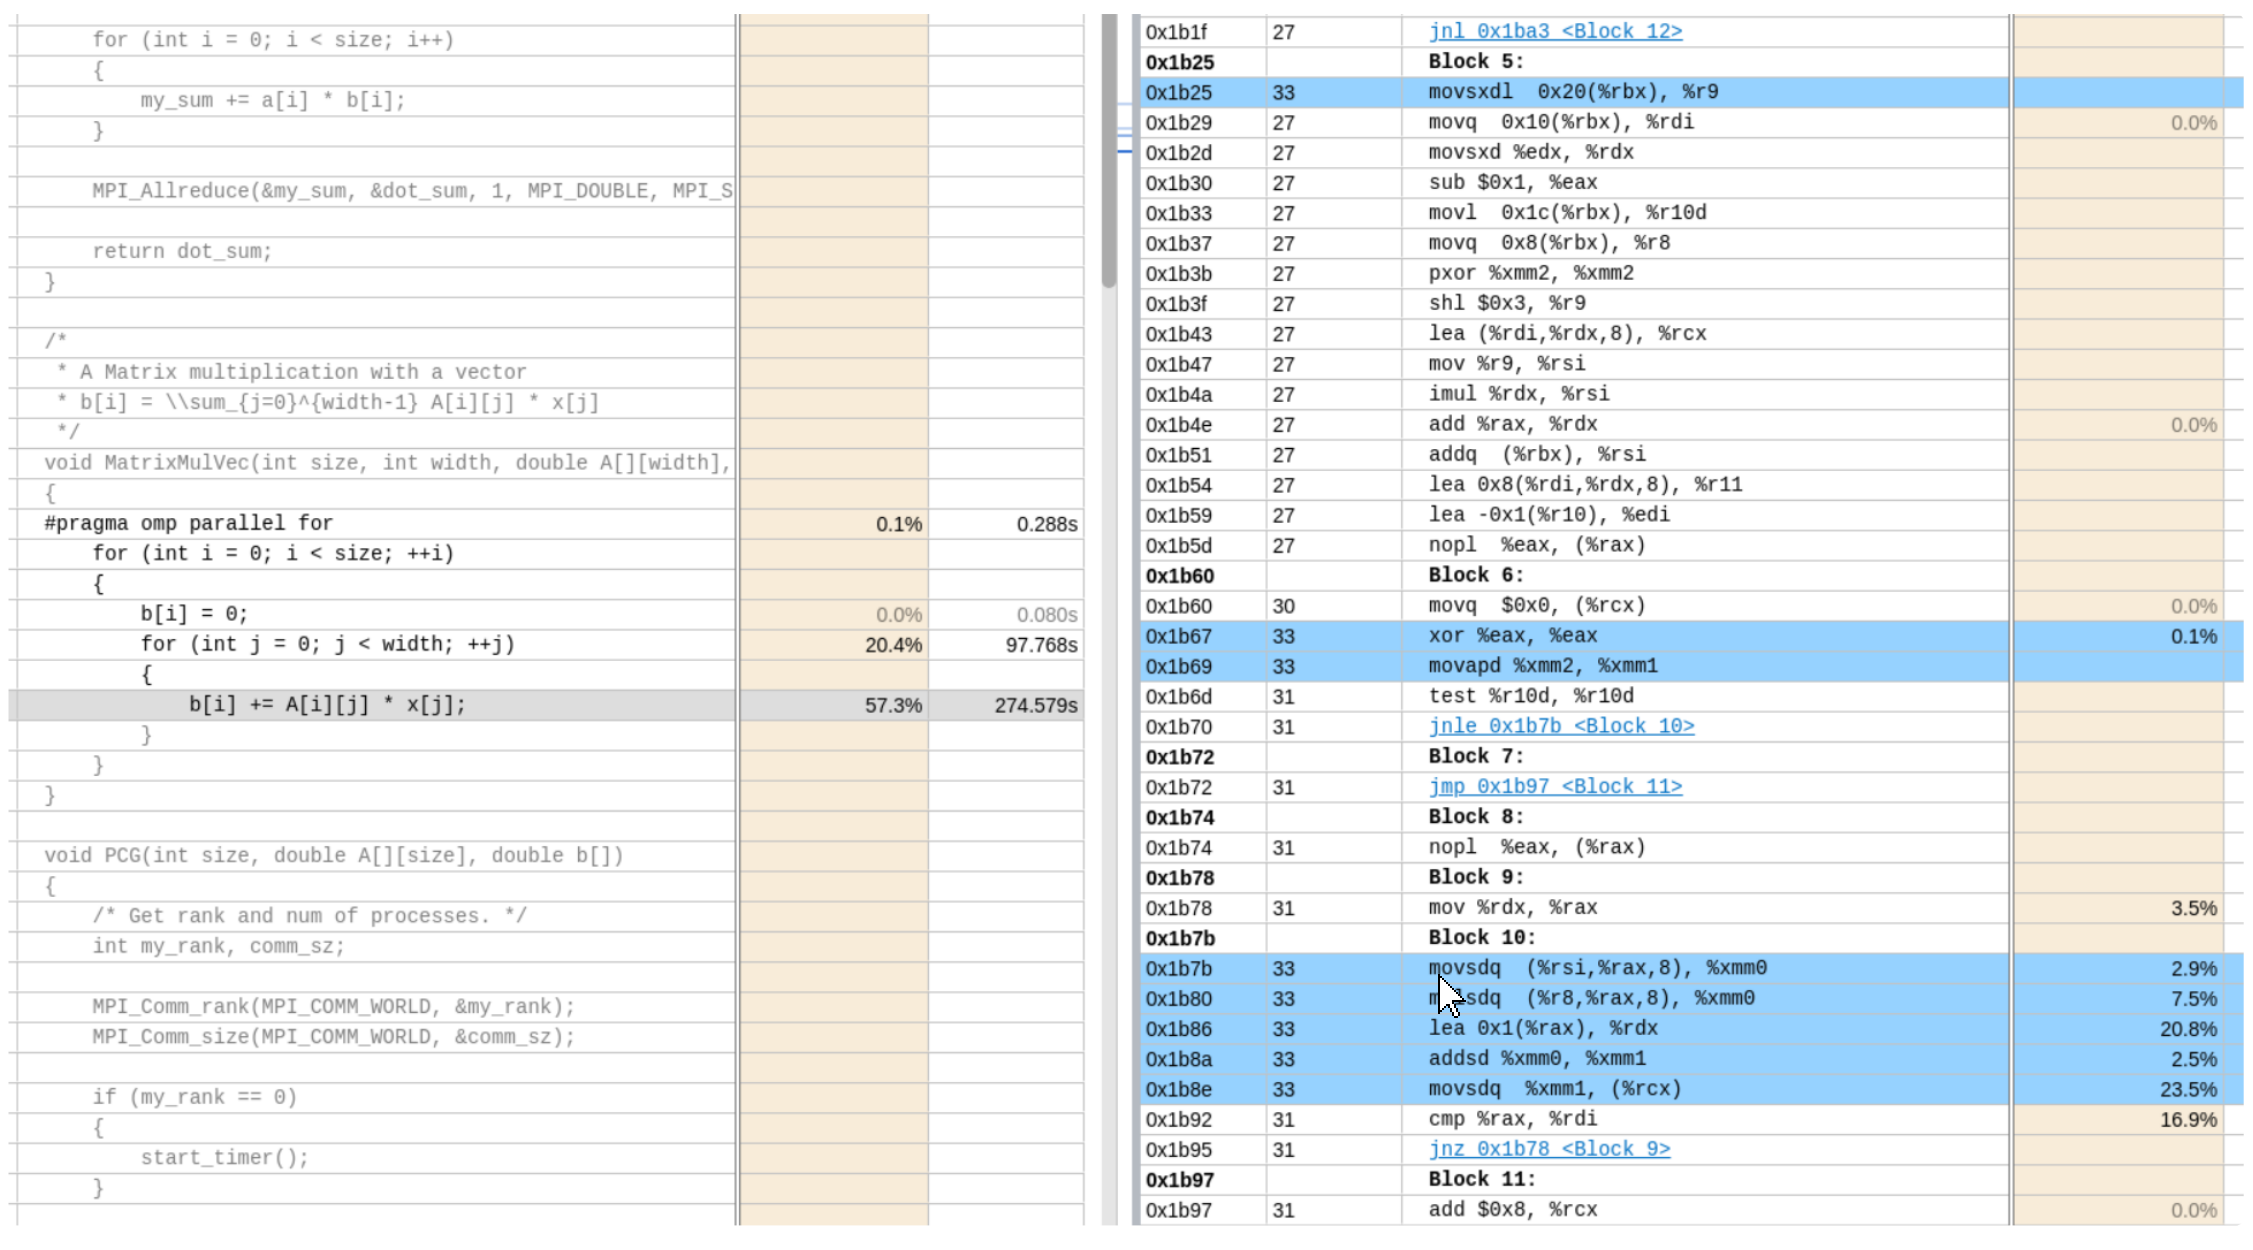 for (int i = 0; i < size; i++)
{
my_sum += a[i] * b[i];
}
MPI_Allreduce(&my_sum, &dot_sum, 1, MPI_DOUBLE, MPI_S
return dot_sum;
}
/*
* A Matrix multiplication with a vector
* b[i] = \\sum_{j=0}^{width-1} A[i][j] * x[j]
*/
void MatrixMulVec(int size, int width, double A[][width],
{
#pragma omp parallel for 0.1% 0.288s
for (int i = 0; i < size; ++i)
{
b[i] = 0; 0.0% 0.080s
for (int j = 0; j < width; ++j) 20.4% 97.768s
{
b[i] += A[i][j] * x[j]; 57.3% 274.579s
}
}
}
void PCG(int size, double A[][size], double b[])
{
/* Get rank and num of processes. */
int my_rank, comm_sz;
MPI_Comm_rank(MPI_COMM_WORLD, &my_rank);
MPI_Comm_size(MPI_COMM_WORLD, &comm_sz);
if (my_rank == 0)
{
start_timer();
}
0x1b1f 27 jnl 0x1ba3 <Block 12>
0x1b25 Block 5:
0x1b25 33 movsxdl 0x20(%rbx), %r9
0x1b29 27 movq 0x10(%rbx), %rdi 0.0%
0x1b2d 27 movsxd %edx, %rdx
0x1b30 27 sub $0x1, %eax
0x1b33 27 movl 0x1c(%rbx), %r10d
0x1b37 27 movq 0x8(%rbx), %r8
0x1b3b 27 pxor %xmm2, %xmm2
0x1b3f 27 shl $0x3, %r9
0x1b43 27 lea (%rdi,%rdx,8), %rcx
0x1b47 27 mov %r9, %rsi
0x1b4a 27 imul %rdx, %rsi
0x1b4e 27 add %rax, %rdx 0.0%
0x1b51 27 addq (%rbx), %rsi
0x1b54 27 lea 0x8(%rdi,%rdx,8), %r11
0x1b59 27 lea -0x1(%r10), %edi
0x1b5d 27 nopl %eax, (%rax)
0x1b60 Block 6:
0x1b60 30 movq $0x0, (%rcx) 0.0%
0x1b67 33 xor %eax, %eax 0.1%
0x1b69 33 movapd %xmm2, %xmm1
0x1b6d 31 test %r10d, %r10d
0x1b70 31 jnle 0x1b7b <Block 10>
0x1b72 Block 7:
0x1b72 31 jmp 0x1b97 <Block 11>
0x1b74 Block 8:
0x1b74 31 nopl %eax, (%rax)
0x1b78 Block 9:
0x1b78 31 mov %rdx, %rax 3.5%
0x1b7b Block 10:
0x1b7b 33 movsdq (%rsi,%rax,8), %xmm0 2.9%
0x1b80 33 (%r8,%rax,8), %xmm0 7.5%
0x1b86 33 lea 0x1(%rax), %rdx 20.8%
0x1b8a 33 addsd %xmm0, %xmm1 2.5%
0x1b8e 33 movsdq %xmm1, (%rcx) 23.5%
0x1b92 31 cmp %rax, %rdi 16.9%
0x1b95 31 jnz 0x1b78 <Block 9>
0x1b97 Block 11:
0x1b97 31 add $0x8, %rcx 0.0%